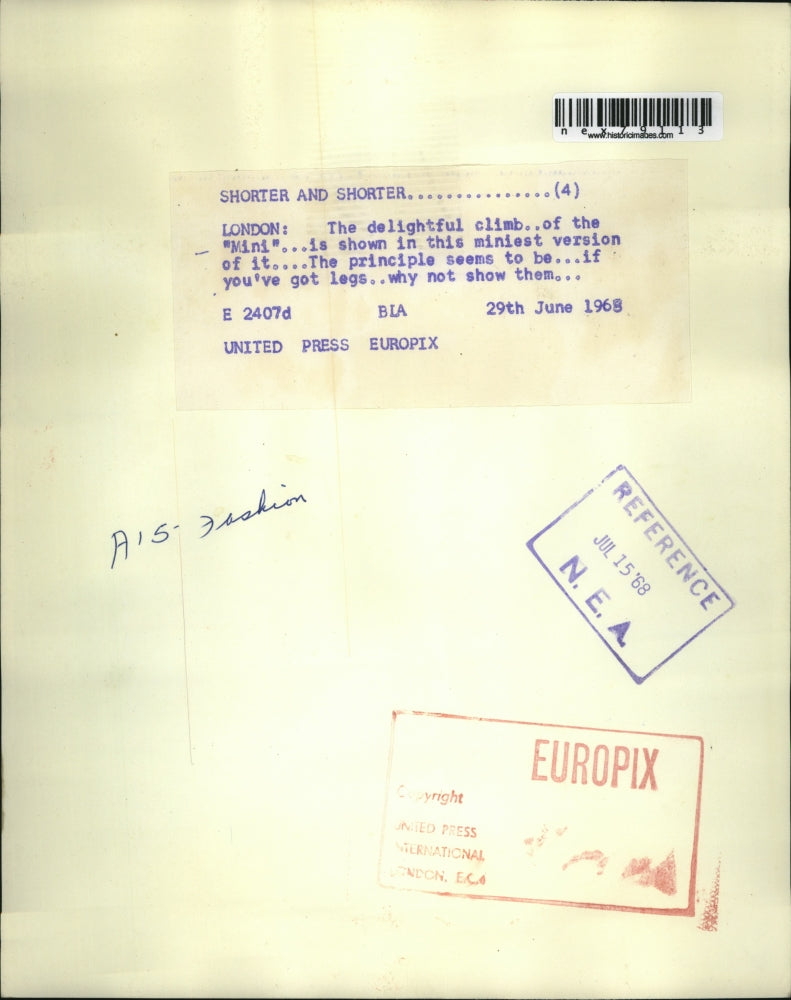 nex79113
www.historicimages.com
SHORTER AND SHORTER................(4)
LONDON: The delightful climb..of the
"Mini"...is shown in this miniest version
of it....The principle seems to be...if
you've got legs..why not show them...
E 2407d BIA 29th June 1968
UNITED PRESS EUROPIX
A15- Fashion
REFERENCE
JUL 15 '68
N. E. A.
EUROPIX
Copyright
UNITED PRESS
INTERNATIONAL
LONDON, E.C.4